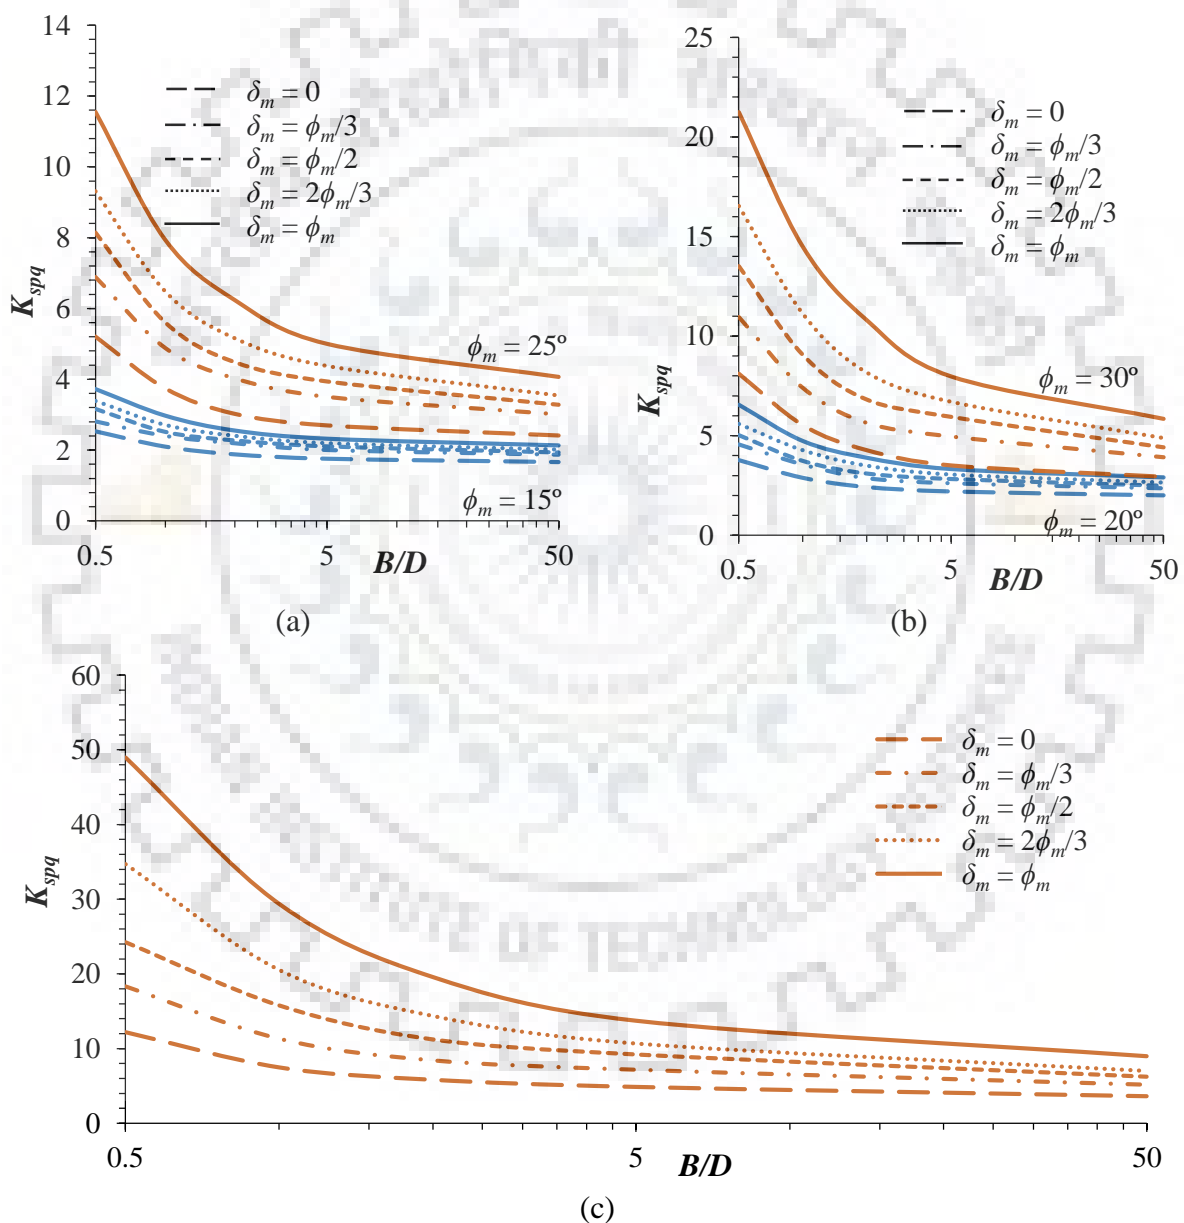 14
12
10
8
6
4
2
0
K_spq
δ_m = 0
δ_m = ϕ_m/3
δ_m = ϕ_m/2
δ_m = 2ϕ_m/3
δ_m = ϕ_m
ϕ_m = 25º
ϕ_m = 15º
0.5
5
50
B/D
(a)
25
20
15
10
5
0
K_spq
δ_m = 0
δ_m = ϕ_m/3
δ_m = ϕ_m/2
δ_m = 2ϕ_m/3
δ_m = ϕ_m
ϕ_m = 30º
ϕ_m = 20º
0.5
5
50
B/D
(b)
60
50
40
30
20
10
0
K_spq
δ_m = 0
δ_m = ϕ_m/3
δ_m = ϕ_m/2
δ_m = 2ϕ_m/3
δ_m = ϕ_m
0.5
5
50
B/D
(c)